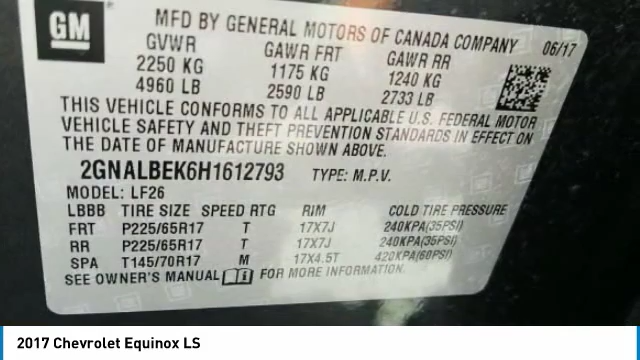 GM
MFD BY GENERAL MOTORS OF CANADA COMPANY 06/17
GVWR GAWR FRT GAWR RR
2250 KG 1175 KG 1240 KG
4960 LB 2590 LB 2733 LB
THIS VEHICLE CONFORMS TO ALL APPLICABLE U.S. FEDERAL MOTOR
VEHICLE SAFETY AND THEFT PREVENTION STANDARDS IN EFFECT ON
THE DATE OF MANUFACTURE SHOWN ABOVE.
2GNALBEK6H1612793 TYPE: M.P.V.
MODEL: LF26
LBBB TIRE SIZE SPEED RTG RIM COLD TIRE PRESSURE
FRT P225/65R17 T 17X7J 240KPA(35PSI)
RR P225/65R17 T 17X7J 240KPA(35PSI)
SPA T145/70R17 M 17X4.5T 420KPA(60PSI)
SEE OWNER'S MANUAL FOR MORE INFORMATION.
2017 Chevrolet Equinox LS